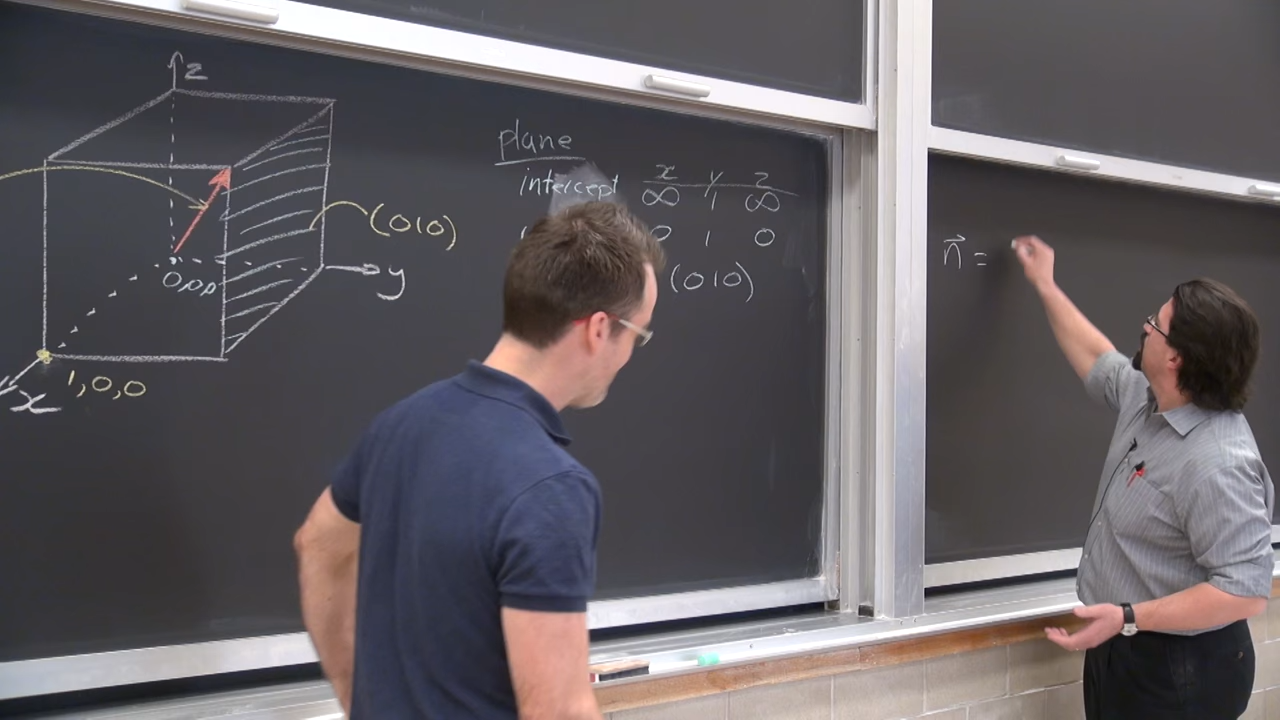 z
(010)
y
0,0,0
1,0,0
x
plane
x y z
intercept ∞ 1 ∞
0 1 0
(010)
n⃗ =